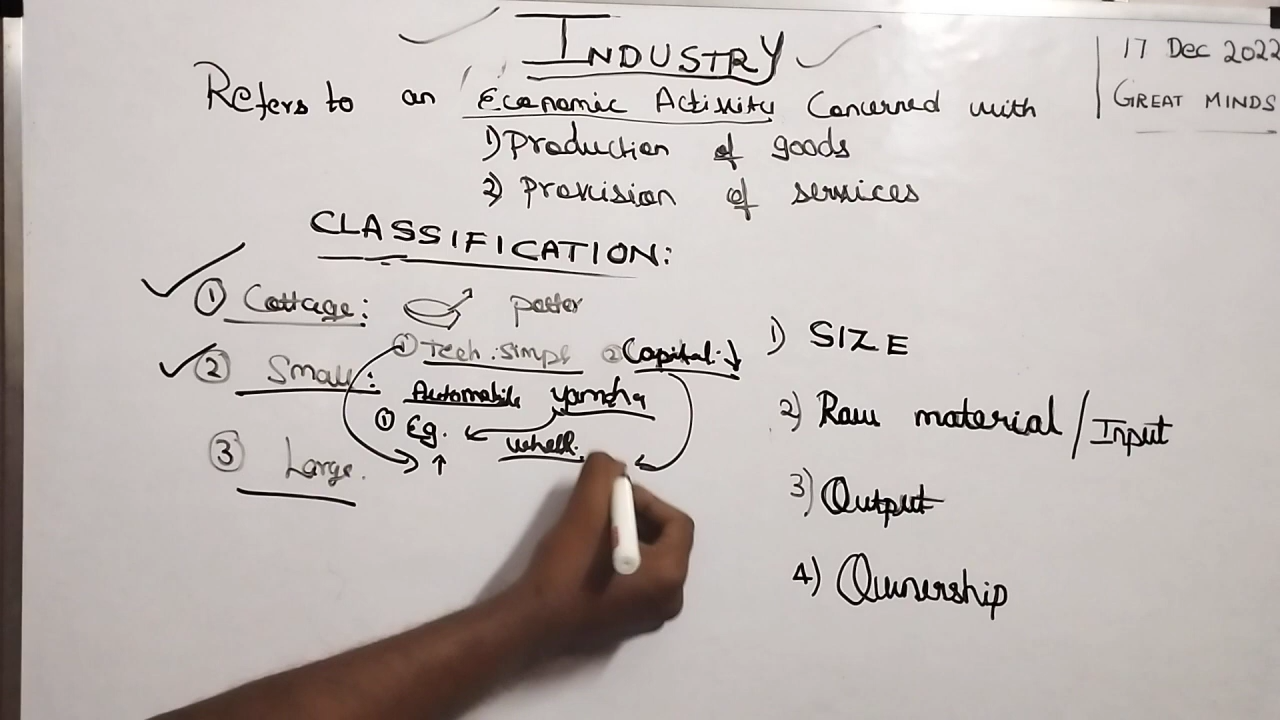 INDUSTRY
17 Dec 2022
GREAT MINDS
Refers to an Economic Activity Concerned with
1) Production of goods
2) Provision of services
CLASSIFICATION:
① Cottage: Potter
① Tech: Simpl ② Capital: ↓
② Small:
Automobile yamaha
① Eg. ←
wheel.
③ Large. ↑
1) SIZE
2) Raw material / Input
3) Output
4) Ownership